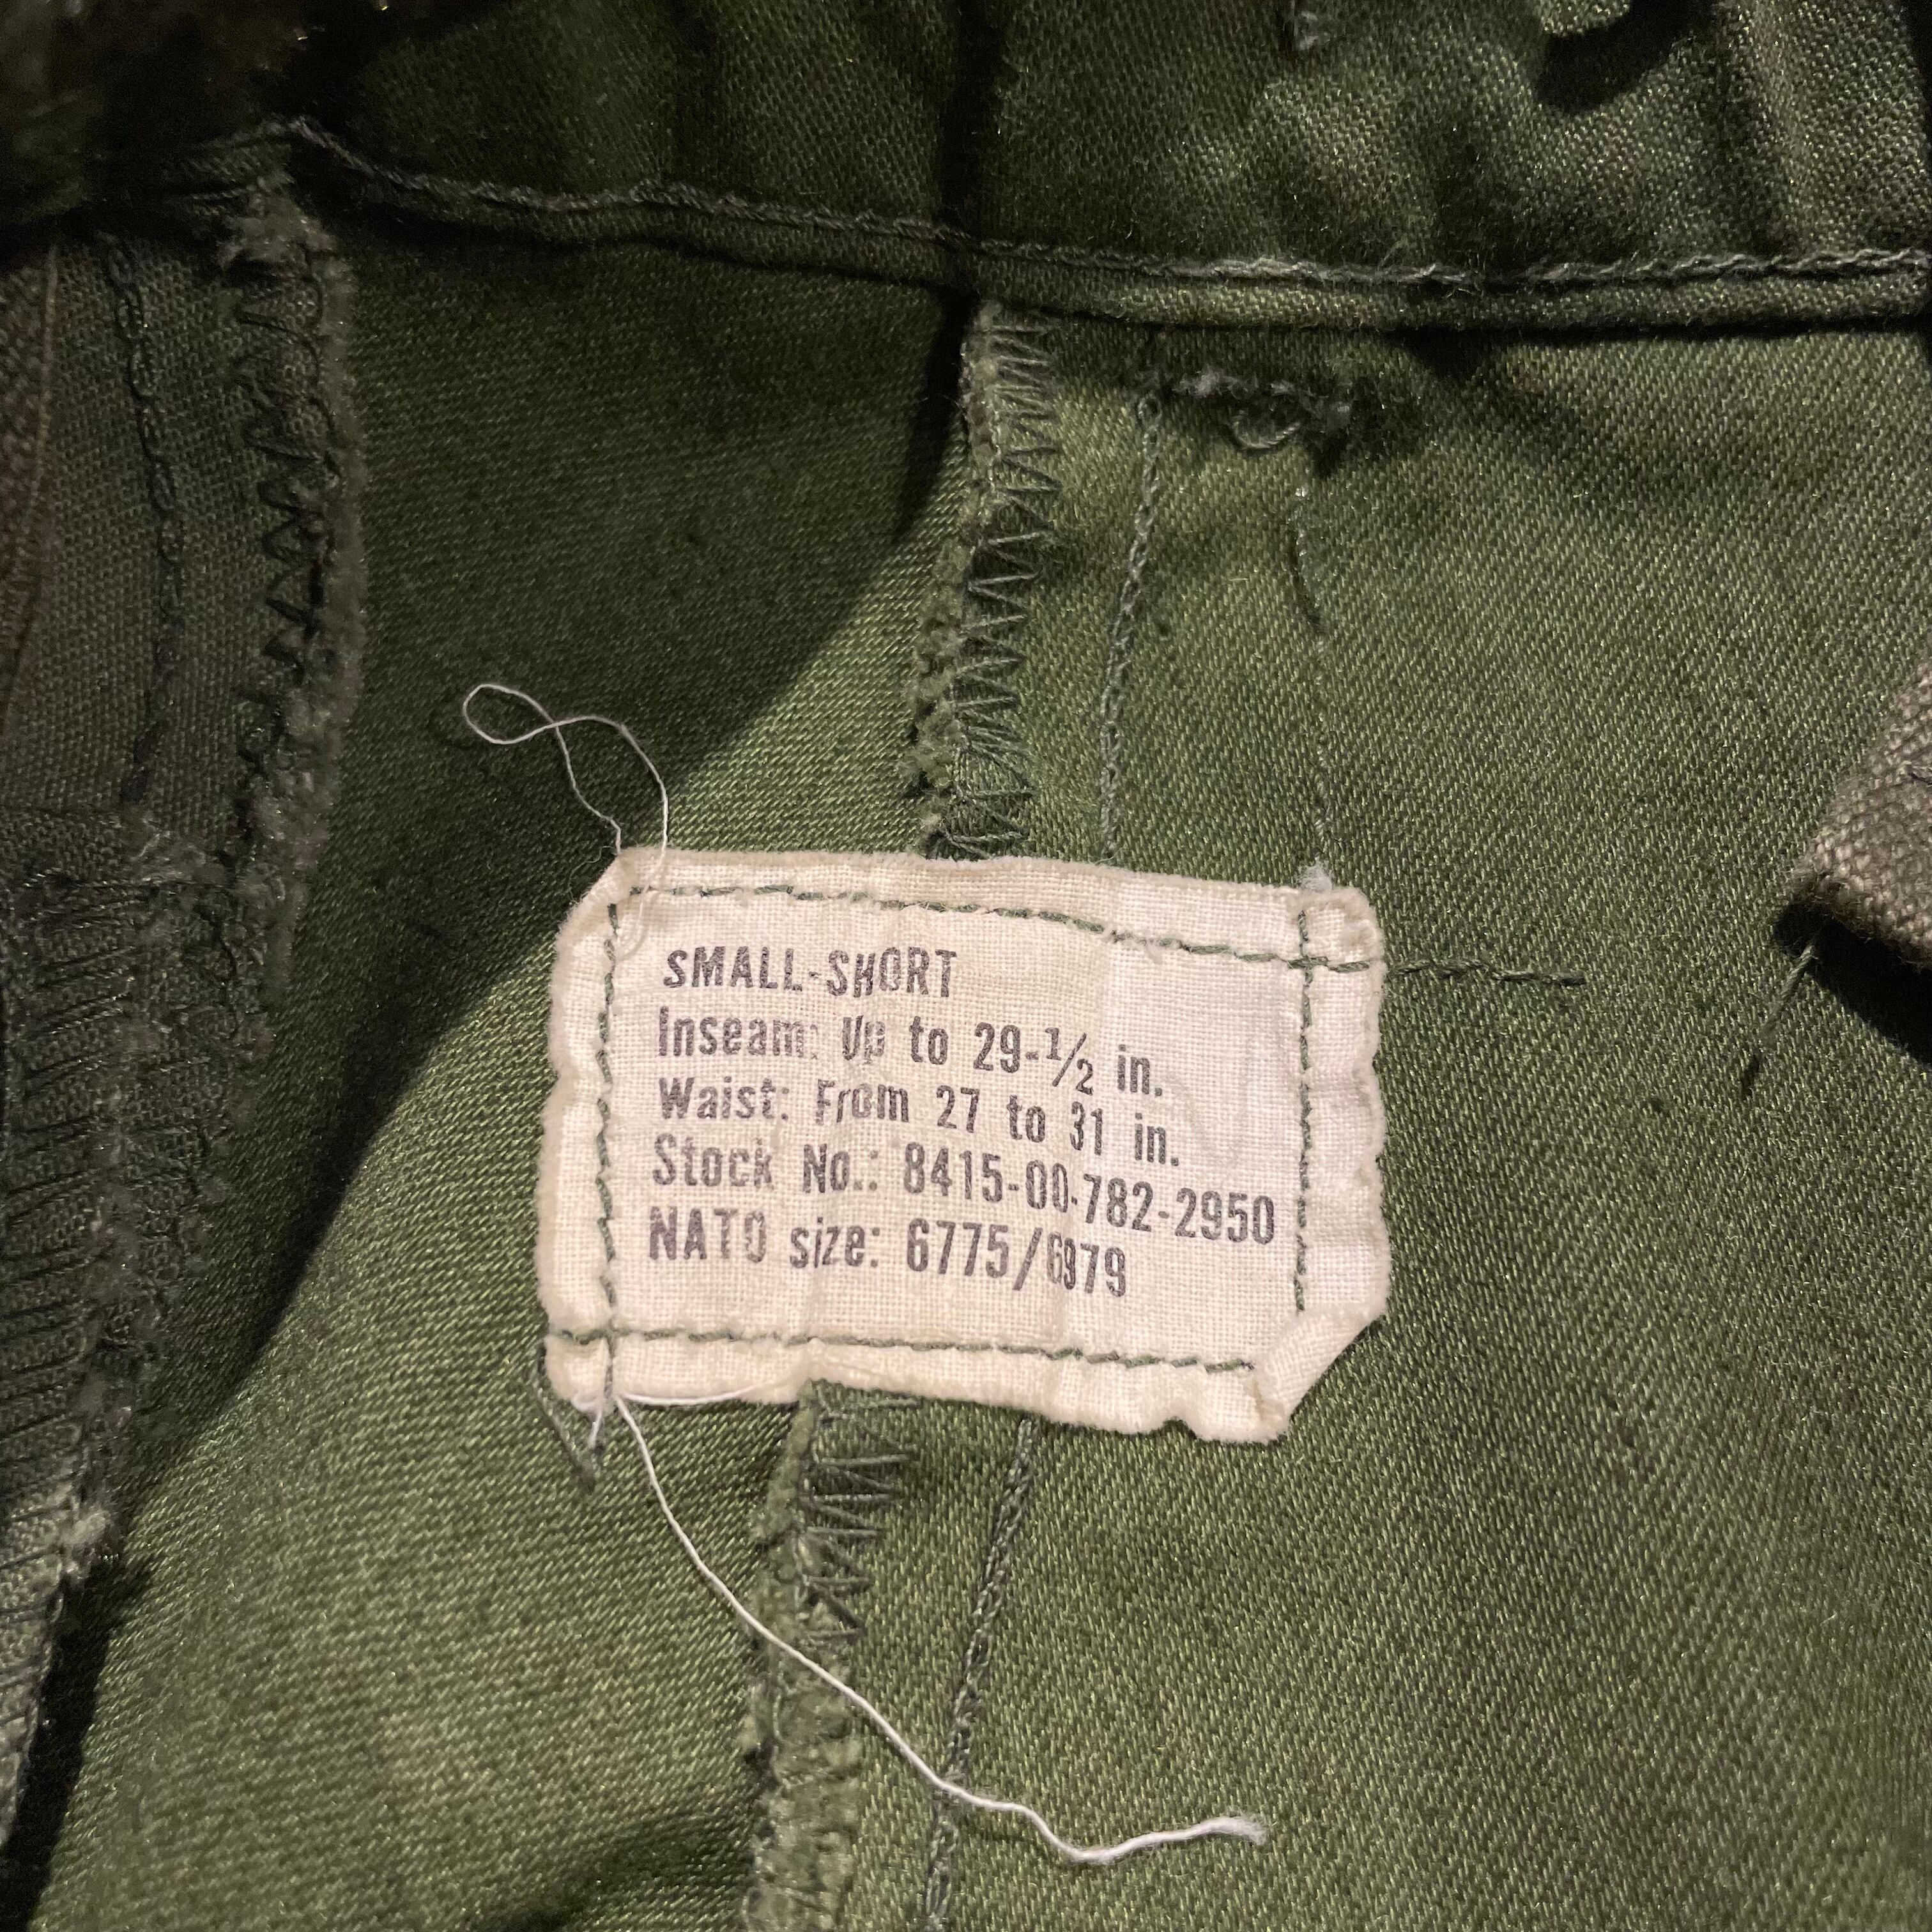 SMALL-SHORT
Inseam: Up to 29-1/2 in.
Waist: From 27 to 31 in.
Stock No.: 8415-00-782-2950
NATO size: 6775/6979